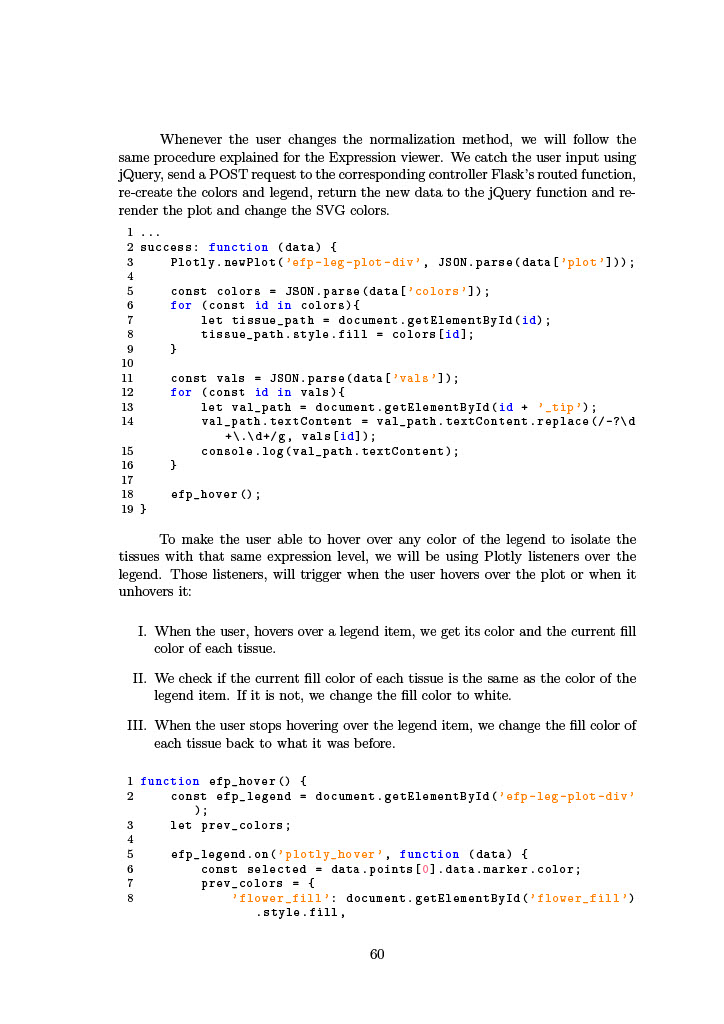 Whenever the user changes the normalization method, we will follow the
same procedure explained for the Expression viewer. We catch the user input using
jQuery, send a POST request to the corresponding controller Flask's routed function,
re-create the colors and legend, return the new data to the jQuery function and re-
render the plot and change the SVG colors.
1 ...
2 success: function (data) {
3     Plotly.newPlot('efp-leg-plot-div', JSON.parse(data['plot']));
4
5     const colors = JSON.parse(data['colors']);
6     for (const id in colors){
7         let tissue_path = document.getElementById(id);
8         tissue_path.style.fill = colors[id];
9     }
10
11     const vals = JSON.parse(data['vals']);
12     for (const id in vals){
13         let val_path = document.getElementById(id + '_tip');
14         val_path.textContent = val_path.textContent.replace(/-?\d
+\.\d+/g, vals[id]);
15         console.log(val_path.textContent);
16     }
17
18     efp_hover();
19 }
To make the user able to hover over any color of the legend to isolate the
tissues with that same expression level, we will be using Plotly listeners over the
legend. Those listeners, will trigger when the user hovers over the plot or when it
unhovers it:
I. When the user, hovers over a legend item, we get its color and the current fill
color of each tissue.
II. We check if the current fill color of each tissue is the same as the color of the
legend item. If it is not, we change the fill color to white.
III. When the user stops hovering over the legend item, we change the fill color of
each tissue back to what it was before.
1 function efp_hover() {
2     const efp_legend = document.getElementById('efp-leg-plot-div'
);
3     let prev_colors;
4
5     efp_legend.on('plotly_hover', function (data) {
6         const selected = data.points[0].data.marker.color;
7         prev_colors = {
8             'flower_fill': document.getElementById('flower_fill')
.style.fill,
60